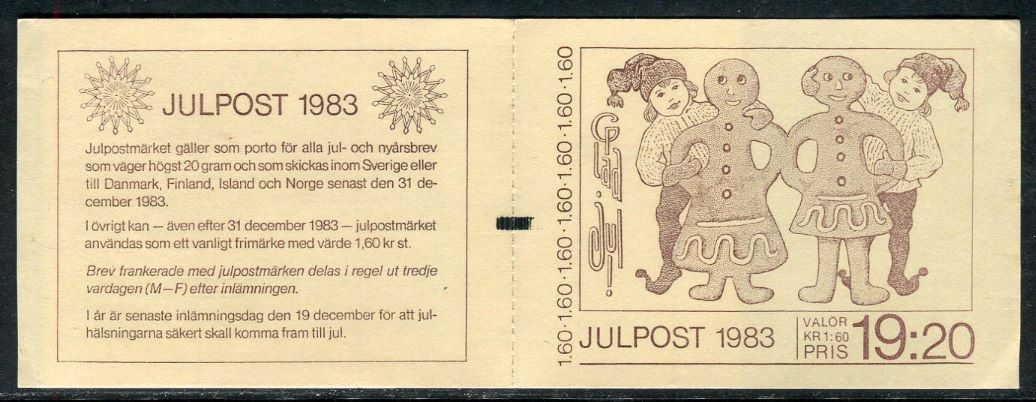 JULPOST 1983
Julpostmärket gäller som porto för alla jul- och nyårsbrev
som väger högst 20 gram och som skickas inom Sverige eller
till Danmark, Finland, Island och Norge senast den 31 de-
cember 1983.
I övrigt kan — även efter 31 december 1983 — julpostmärket
användas som ett vanligt frimärke med värde 1,60 kr st.
Brev frankerade med julpostmärken delas i regel ut tredje
vardagen (M—F) efter inlämningen.
I år är senaste inlämningsdag den 19 december för att jul-
hälsningarna säkert skall komma fram till jul.
1.60·1.60·1.60·1.60·1.60·1.60·1.60
Glad
jul!
JULPOST 1983
VALÖR
KR 1:60
PRIS 19:20